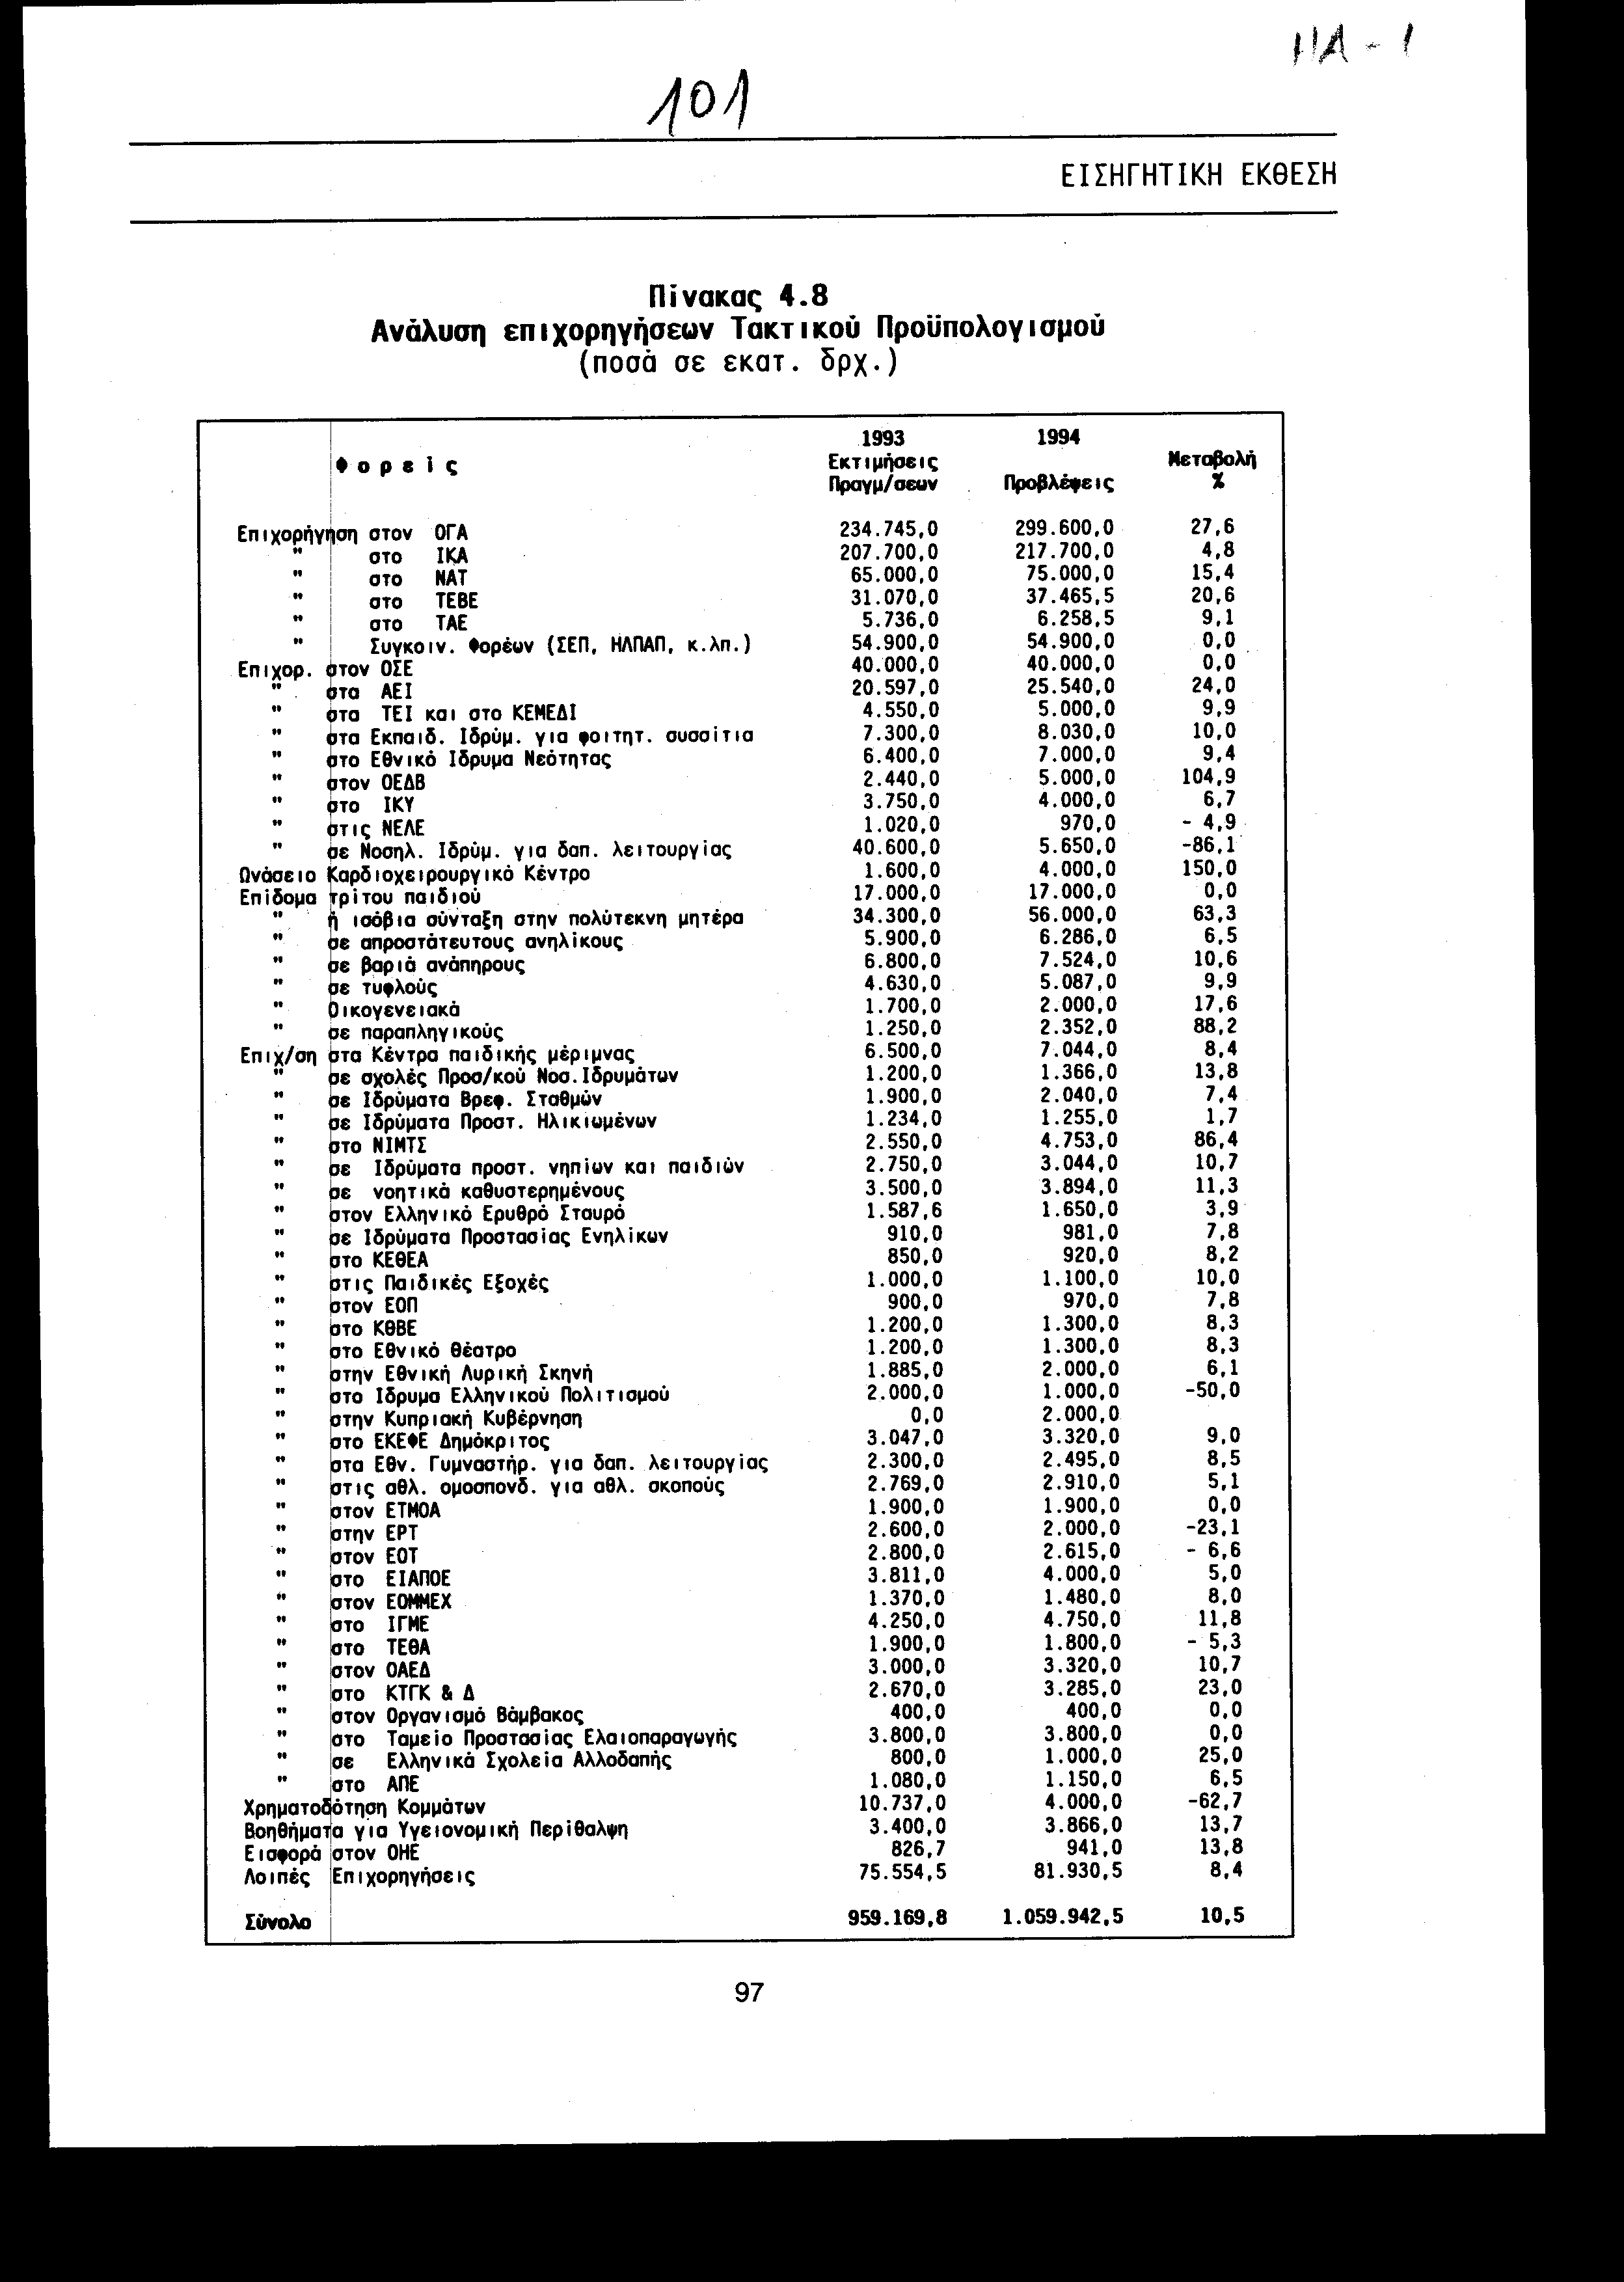 ΗΑ - 1
101
ΕΙΣΗΓΗΤΙΚΗ ΕΚΘΕΣΗ
Πίνακας 4.8
Ανάλυση επιχορηγήσεων Τακτικού Προϋπολογισμού
(ποσά σε εκατ. δρχ.)
Φορείς 1993 Εκτιμήσεις Πραγμ/σεων 1994 Προβλέψεις Μεταβολή %
Επιχορήγηση στον ΟΓΑ 234.745,0 299.600,0 27,6
" στο ΙΚΑ 207.700,0 217.700,0 4,8
" στο ΝΑΤ 65.000,0 75.000,0 15,4
" στο ΤΕΒΕ 31.070,0 37.465,5 20,6
" στο ΤΑΕ 5.736,0 6.258,5 9,1
" Συγκοιν. Φορέων (ΣΕΠ, ΗΛΠΑΠ, κ.λπ.) 54.900,0 54.900,0 0,0
Επιχορ. στον ΟΣΕ 40.000,0 40.000,0 0,0
" στα ΑΕΙ 20.597,0 25.540,0 24,0
" στα ΤΕΙ και στο ΚΕΜΕΔΙ 4.550,0 5.000,0 9,9
" στα Εκπαιδ. Ιδρύμ. για φοιτητ. συσσίτια 7.300,0 8.030,0 10,0
" στο Εθνικό Ιδρυμα Νεότητας 6.400,0 7.000,0 9,4
" στον ΟΕΔΒ 2.440,0 5.000,0 104,9
" στο ΙΚΥ 3.750,0 4.000,0 6,7
" στις ΝΕΛΕ 1.020,0 970,0 - 4,9
" σε Νοσηλ. Ιδρύμ. για δαπ. λειτουργίας 40.600,0 5.650,0 -86,1
Ωνάσειο Καρδιοχειρουργικό Κέντρο 1.600,0 4.000,0 150,0
Επίδομα τρίτου παιδιού 17.000,0 17.000,0 0,0
" ή ισόβια σύνταξη στην πολύτεκνη μητέρα 34.300,0 56.000,0 63,3
" σε απροστάτευτους ανηλίκους 5.900,0 6.286,0 6,5
" σε βαριά ανάπηρους 6.800,0 7.524,0 10,6
" σε τυφλούς 4.630,0 5.087,0 9,9
" Οικογενειακά 1.700,0 2.000,0 17,6
" σε παραπληγικούς 1.250,0 2.352,0 88,2
Επιχ/ση στα Κέντρα παιδικής μέριμνας 6.500,0 7.044,0 8,4
" σε σχολές Προσ/κού Νοσ.Ιδρυμάτων 1.200,0 1.366,0 13,8
" σε Ιδρύματα Βρεφ. Σταθμών 1.900,0 2.040,0 7,4
" σε Ιδρύματα Προστ. Ηλικιωμένων 1.234,0 1.255,0 1,7
" στο ΝΙΜΤΣ 2.550,0 4.753,0 86,4
" σε Ιδρύματα προστ. νηπίων και παιδιών 2.750,0 3.044,0 10,7
" σε νοητικά καθυστερημένους 3.500,0 3.894,0 11,3
" στον Ελληνικό Ερυθρό Σταυρό 1.587,6 1.650,0 3,9
" σε Ιδρύματα Προστασίας Ενηλίκων 910,0 981,0 7,8
" στο ΚΕΘΕΑ 850,0 920,0 8,2
" στις Παιδικές Εξοχές 1.000,0 1.100,0 10,0
" στον ΕΟΠ 900,0 970,0 7,8
" στο ΚΘΒΕ 1.200,0 1.300,0 8,3
" στο Εθνικό Θέατρο 1.200,0 1.300,0 8,3
" στην Εθνική Λυρική Σκηνή 1.885,0 2.000,0 6,1
" στο Ιδρυμα Ελληνικού Πολιτισμού 2.000,0 1.000,0 -50,0
" στην Κυπριακή Κυβέρνηση 0,0 2.000,0
" στο ΕΚΕΦΕ Δημόκριτος 3.047,0 3.320,0 9,0
" στα Εθν. Γυμναστήρ. για δαπ. λειτουργίας 2.300,0 2.495,0 8,5
" στις αθλ. ομοσπονδ. για αθλ. σκοπούς 2.769,0 2.910,0 5,1
" στον ΕΤΜΟΑ 1.900,0 1.900,0 0,0
" στην ΕΡΤ 2.600,0 2.000,0 -23,1
" στον ΕΟΤ 2.800,0 2.615,0 - 6,6
" στο ΕΙΑΠΟΕ 3.811,0 4.000,0 5,0
" στον ΕΟΜΜΕΧ 1.370,0 1.480,0 8,0
" στο ΙΓΜΕ 4.250,0 4.750,0 11,8
" στο ΤΕΘΑ 1.900,0 1.800,0 - 5,3
" στον ΟΑΕΔ 3.000,0 3.320,0 10,7
" στο ΚΤΓΚ & Δ 2.670,0 3.285,0 23,0
" στον Οργανισμό Βάμβακος 400,0 400,0 0,0
" στο Ταμείο Προστασίας Ελαιοπαραγωγής 3.800,0 3.800,0 0,0
" σε Ελληνικά Σχολεία Αλλοδαπής 800,0 1.000,0 25,0
" στο ΑΠΕ 1.080,0 1.150,0 6,5
Χρηματοδότηση Κομμάτων 10.737,0 4.000,0 -62,7
Βοηθήματα για Υγειονομική Περίθαλψη 3.400,0 3.866,0 13,7
Εισφορά στον ΟΗΕ 826,7 941,0 13,8
Λοιπές Επιχορηγήσεις 75.554,5 81.930,5 8,4
Σύνολο 959.169,8 1.059.942,5 10,5
97